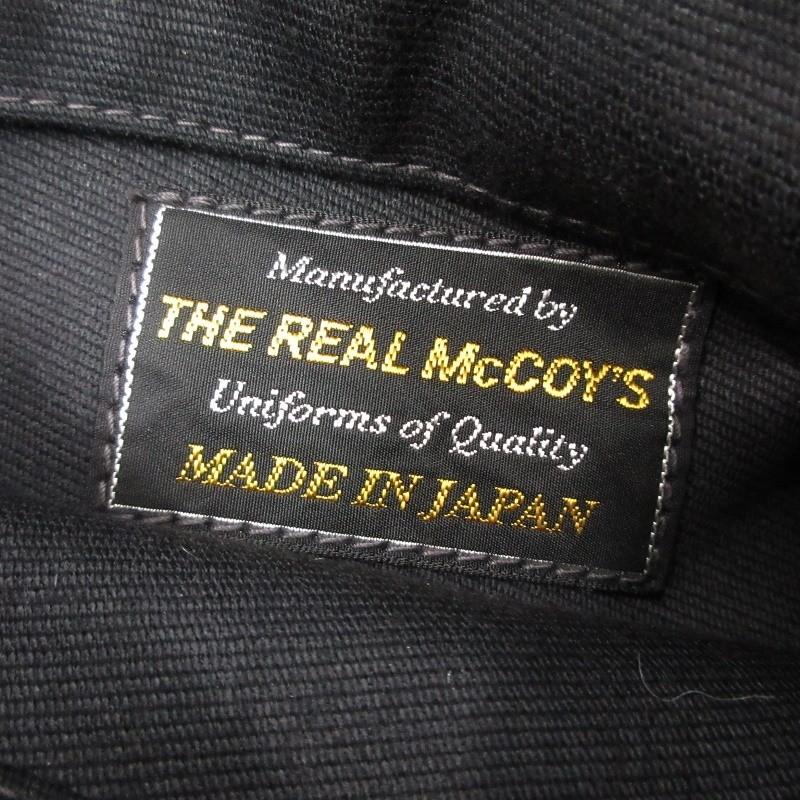 Manufactured by
THE REAL McCOY'S
Uniforms of Quality
MADE IN JAPAN